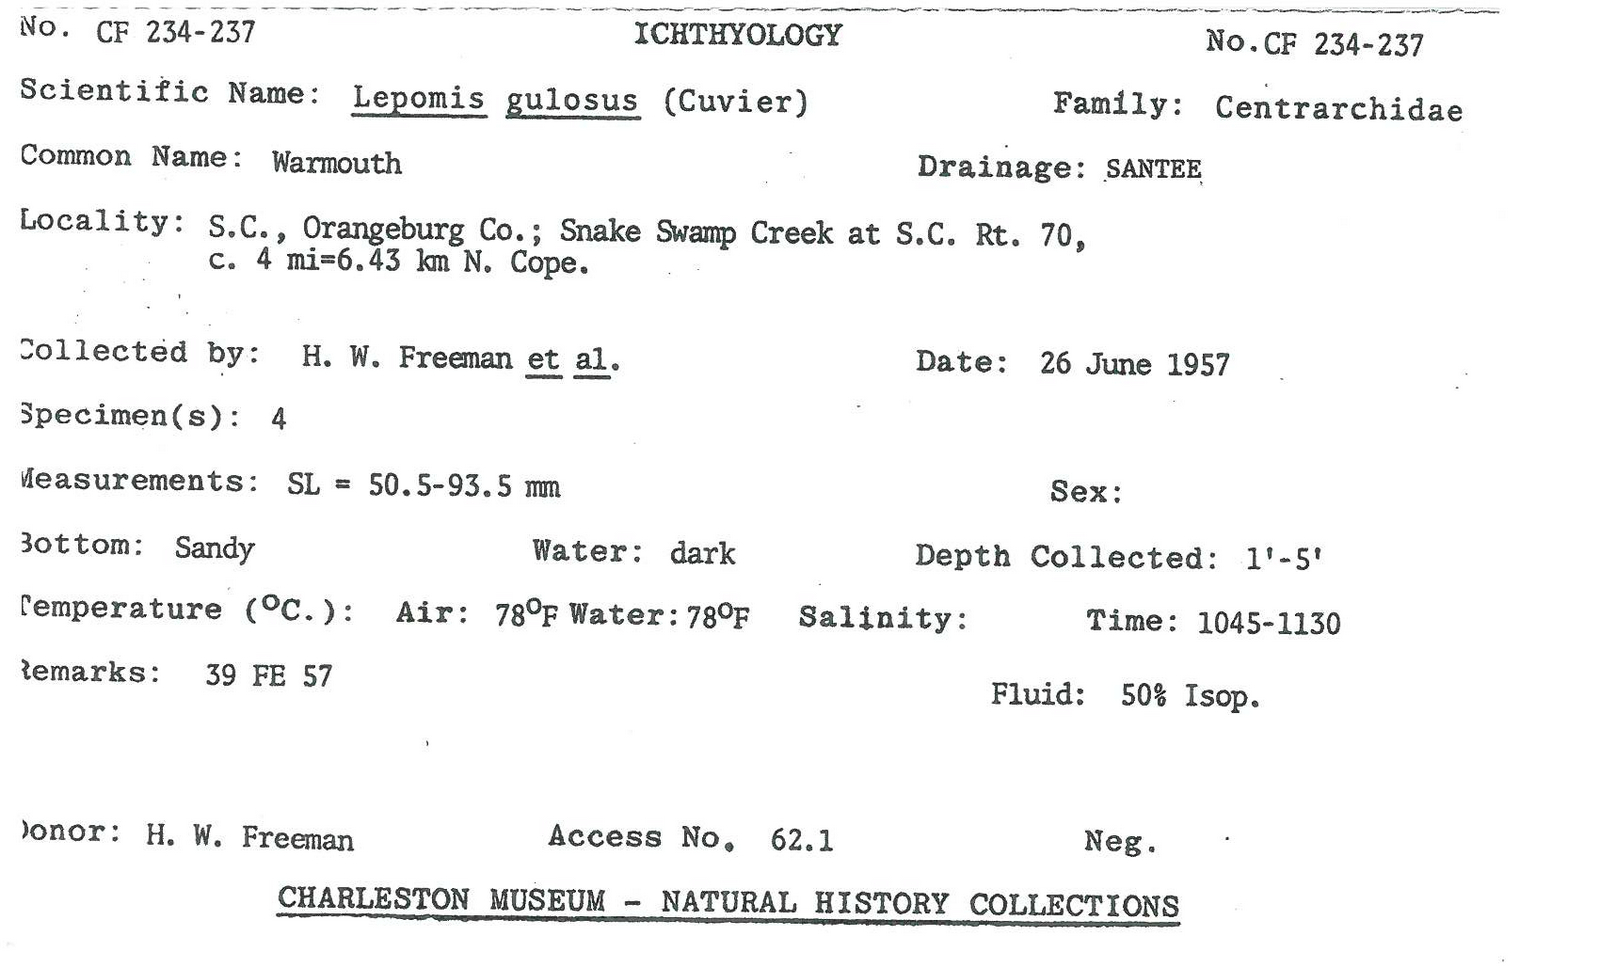 No. CF 234-237 ICHTHYOLOGY No.CF 234-237
Scientific Name: Lepomis gulosus (Cuvier) Family: Centrarchidae
Common Name: Warmouth Drainage: SANTEE
Locality: S.C., Orangeburg Co.; Snake Swamp Creek at S.C. Rt. 70,
c. 4 mi=6.43 km N. Cope.
Collected by: H. W. Freeman et al. Date: 26 June 1957
Specimen(s): 4
Measurements: SL = 50.5-93.5 mm Sex:
Bottom: Sandy Water: dark Depth Collected: 1'-5'
Temperature (°C.): Air: 78°F Water: 78°F Salinity: Time: 1045-1130
Remarks: 39 FE 57
Fluid: 50% Isop.
Donor: H. W. Freeman Access No. 62.1 Neg.
CHARLESTON MUSEUM - NATURAL HISTORY COLLECTIONS